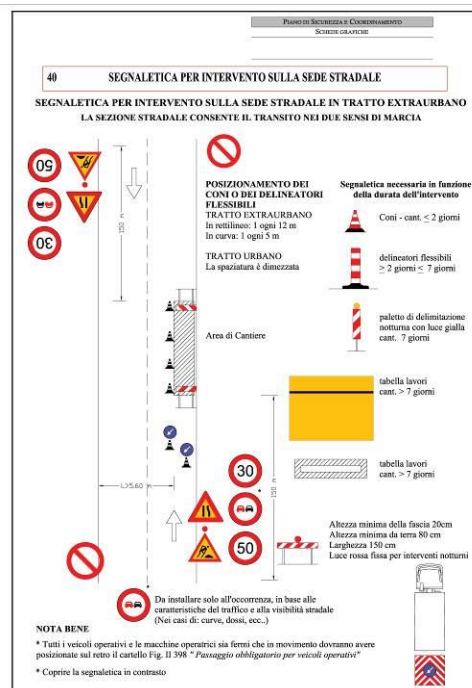 PIANO DI SICUREZZA E COORDINAMENTO
SCHEDE GRAFICHE
40 SEGNALETICA PER INTERVENTO SULLA SEDE STRADALE
SEGNALETICA PER INTERVENTO SULLA SEDE STRADALE IN TRATTO EXTRAURBANO
LA SEZIONE STRADALE CONSENTE IL TRANSITO NEI DUE SENSI DI MARCIA
50
30
150 m
POSIZIONAMENTO DEI
CONI O DEI DELINEATORI
FLESSIBILI
TRATTO EXTRAURBANO
In rettilineo: 1 ogni 12 m
In curva: 1 ogni 5 m
TRATTO URBANO
La spaziatura è dimezzata
Segnaletica necessaria in funzione
della durata dell'intervento
Coni - cant. ≤ 2 giorni
delineatori flessibili
> 2 giorni ≤ 7 giorni
paletto di delimitazione
notturna con luce gialla
cant. 7 giorni
Area di Cantiere
tabella lavori
cant. > 7 giorni
tabella lavori
cant. > 7 giorni
L≥5.60 m
30
*
50
150 m
Altezza minima della fascia 20cm
Altezza minima da terra 80 cm
Larghezza 150 cm
Luce rossa fissa per interventi notturni
*
Da installare solo all'occorrenza, in base alle
caratteristiche del traffico e alla visibilità stradale
(Nei casi di: curve, dossi, ecc..)
NOTA BENE
* Tutti i veicoli operativi e le macchine operatrici sia fermi che in movimento dovranno avere
posizionate sul retro il cartello Fig. II 398 " Passaggio obbligatorio per veicoli operativi"
* Coprire la segnaletica in contrasto